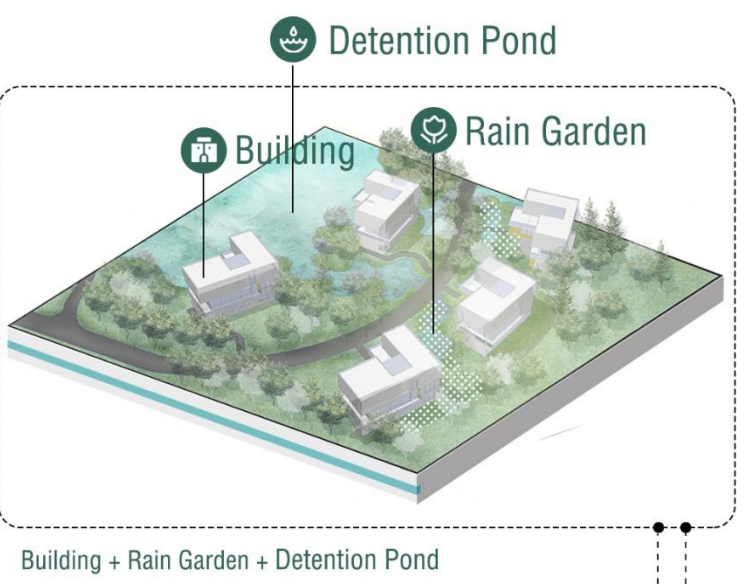 Detention Pond
Building
Rain Garden
Building + Rain Garden + Detention Pond